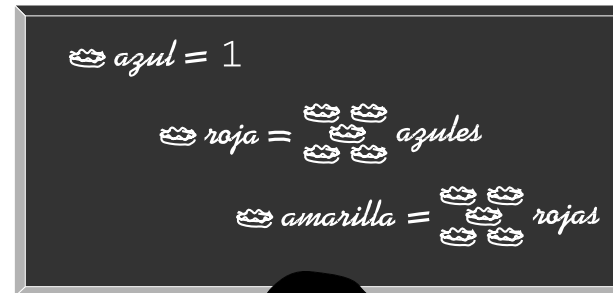 azul = 1
roja = azules
amarilla = rojas